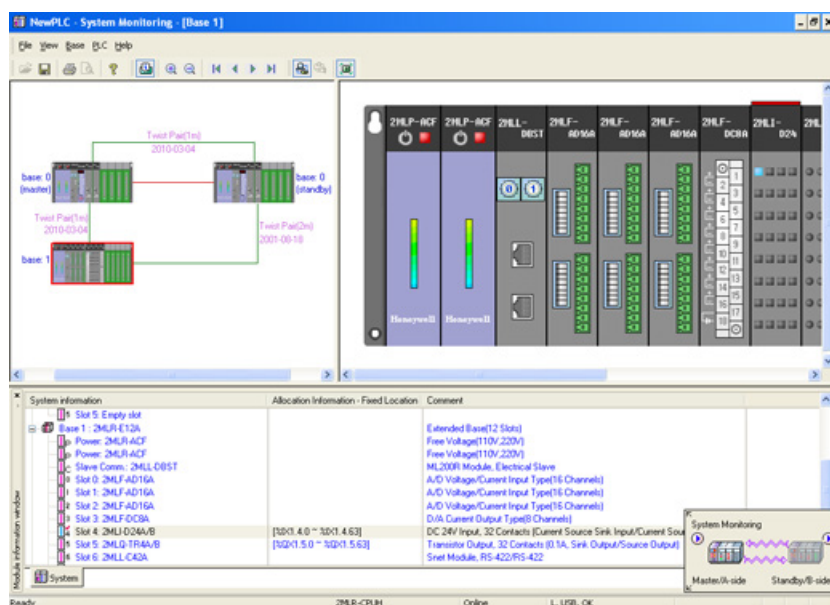 NewPLC - System Monitoring - [Base 1]
File View Base PLC Help
Twist Pair(1m)
2010-03-04
base: 0
(master)
base: 0
(standby)
Twist Pair(1m)
2010-03-04
Twist Pair(2m)
2001-08-18
base: 1
2MLP-ACF 2MLP-ACF 2MLL-DBST 2MLF-AD16A 2MLF-AD16A 2MLF-AD16A 2MLF-DC8A 2MLI-D24
Honeywell Honeywell
System information Allocation Information - Fixed Location Comment
Slot 5: Empty slot
Base 1 : 2MLR-E12A Extended Base(12 Slots)
Power: 2MLR-ACF Free Voltage(110V,220V)
Power: 2MLR-ACF Free Voltage(110V,220V)
Slave Comm.: 2MLL-DBST ML200R Module, Electrical Slave
Slot 0: 2MLF-AD16A A/D Voltage/Current Input Type(16 Channels)
Slot 1: 2MLF-AD16A A/D Voltage/Current Input Type(16 Channels)
Slot 2: 2MLF-AD16A A/D Voltage/Current Input Type(16 Channels)
Slot 3: 2MLF-DC8A D/A Current Output Type(8 Channels)
Slot 4: 2MLI-D24A/B [%IX1.4.0 ~ %IX1.4.63] DC 24V Input, 32 Contacts (Current Source Sink Input/Current Sou
Slot 5: 2MLQ-TR4A/B [%QX1.5.0 ~ %QX1.5.63] Transistor Output, 32 Contacts (0.1A, Sink Output/Source Output)
Slot 6: 2MLL-C42A Snet Module, RS-422/RS-422
Module information window
System
System Monitoring
Master/A-side Standby/B-side
Ready 2MLR-CPUH Online L, USB, OK